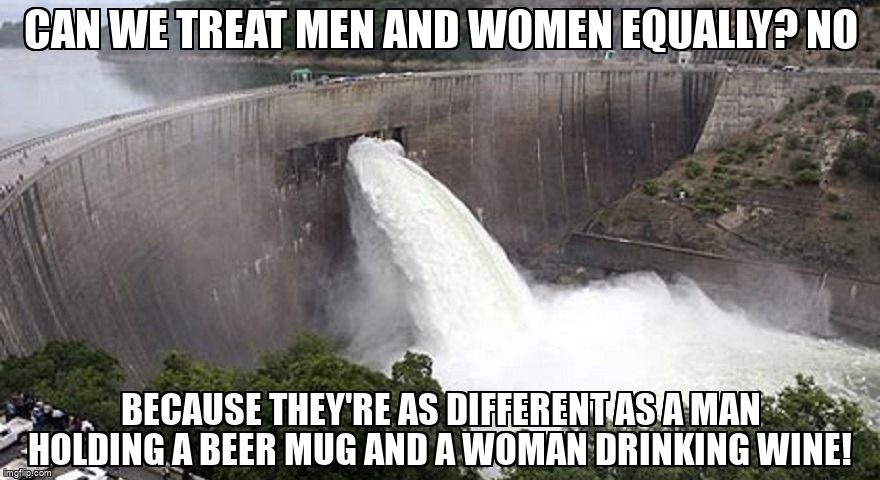 CAN WE TREAT MEN AND WOMEN EQUALLY? NO
BECAUSE THEY'RE AS DIFFERENT AS A MAN
HOLDING A BEER MUG AND A WOMAN DRINKING WINE!
imgflip.com